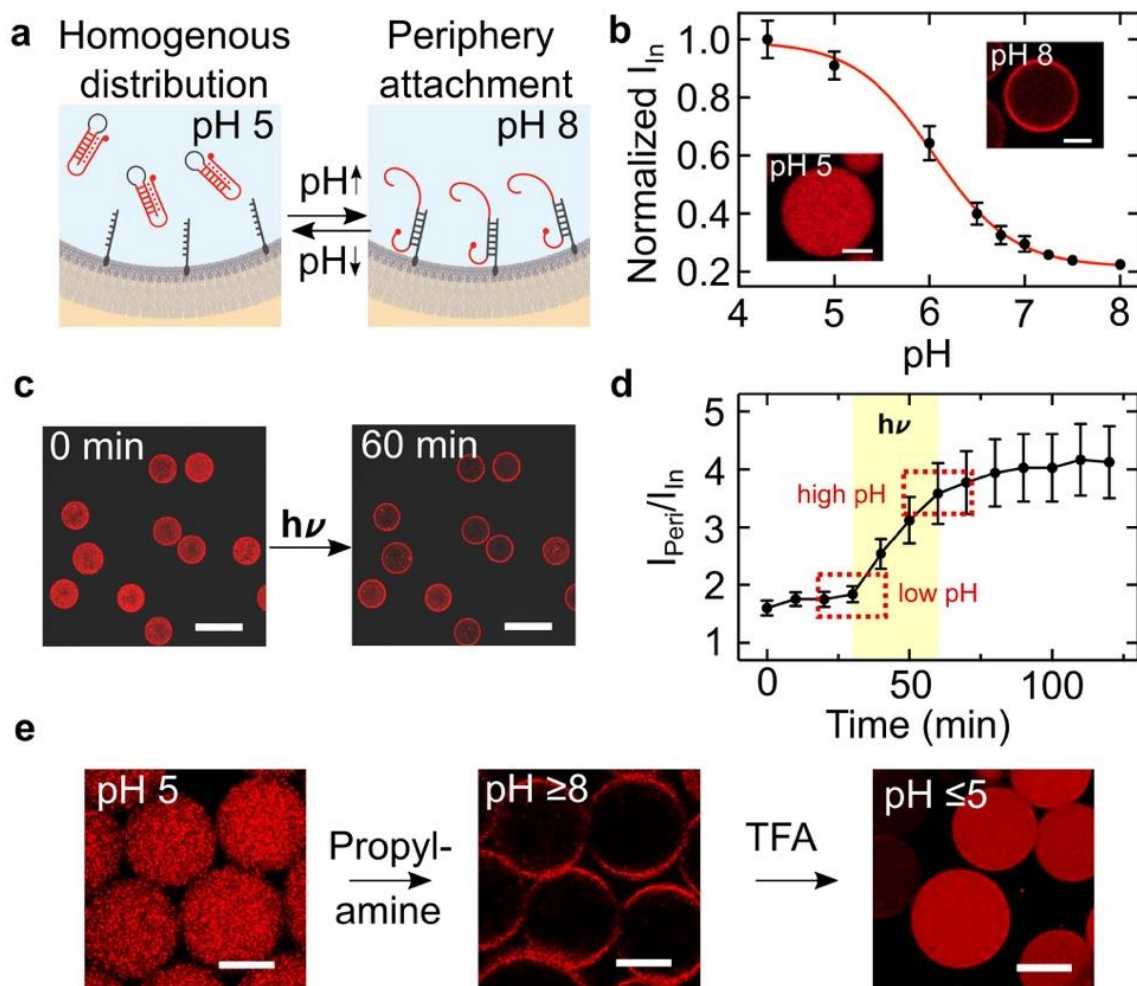 a
Homogenous
distribution
Periphery
attachment
pH 5
pH 8
pH↑
pH↓
b
Normalized I_In
1.0
0.8
0.6
0.4
0.2
4
5
6
7
8
pH
pH 8
pH 5
c
0 min
hν
60 min
d
I_Peri/I_In
5
4
3
2
1
hν
high pH
low pH
0
50
100
Time (min)
e
pH 5
Propyl-
amine
pH ≥8
TFA
pH ≤5